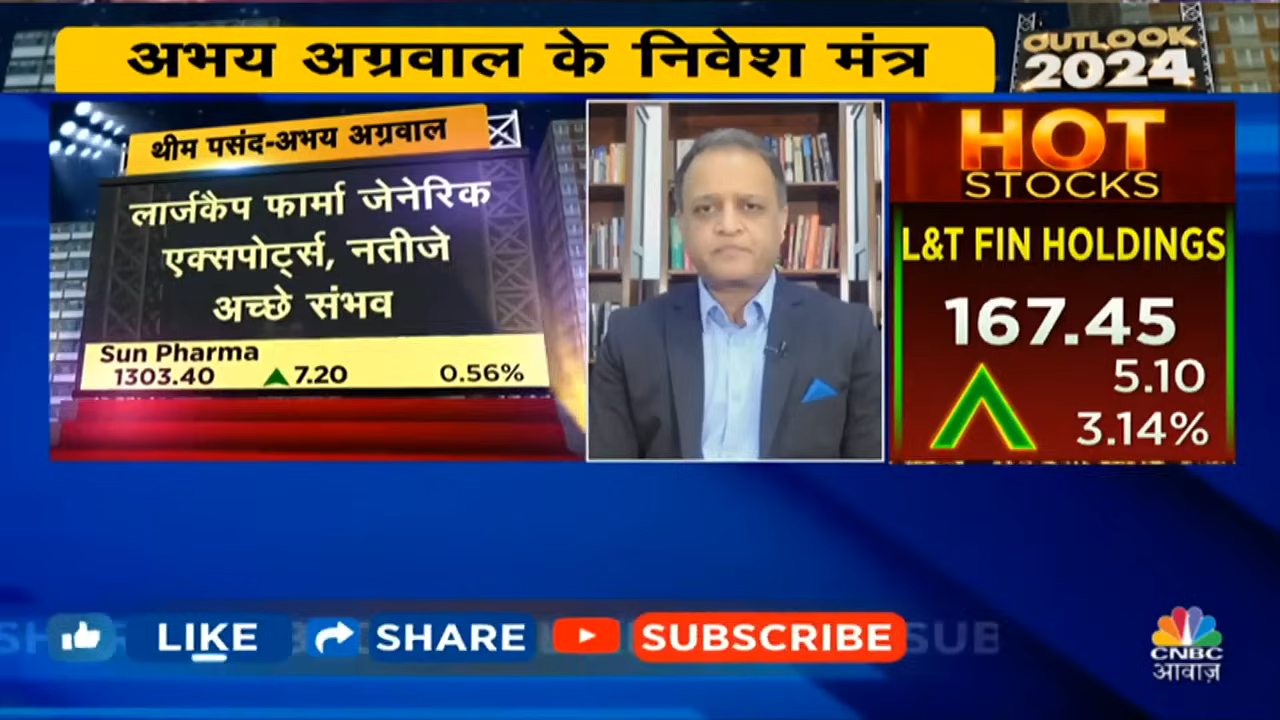 अभय अग्रवाल के निवेश मंत्र
OUTLOOK
2024
थीम पसंद-अभय अग्रवाल
लार्जकैप फार्मा जेनेरिक
एक्सपोर्ट्स, नतीजे
अच्छे संभव
Sun Pharma
1303.40 7.20 0.56%
HOT
STOCKS
L&T FIN HOLDINGS
167.45
5.10
3.14%
LIKE SHARE SUBSCRIBE SUB
CNBC
आवाज़